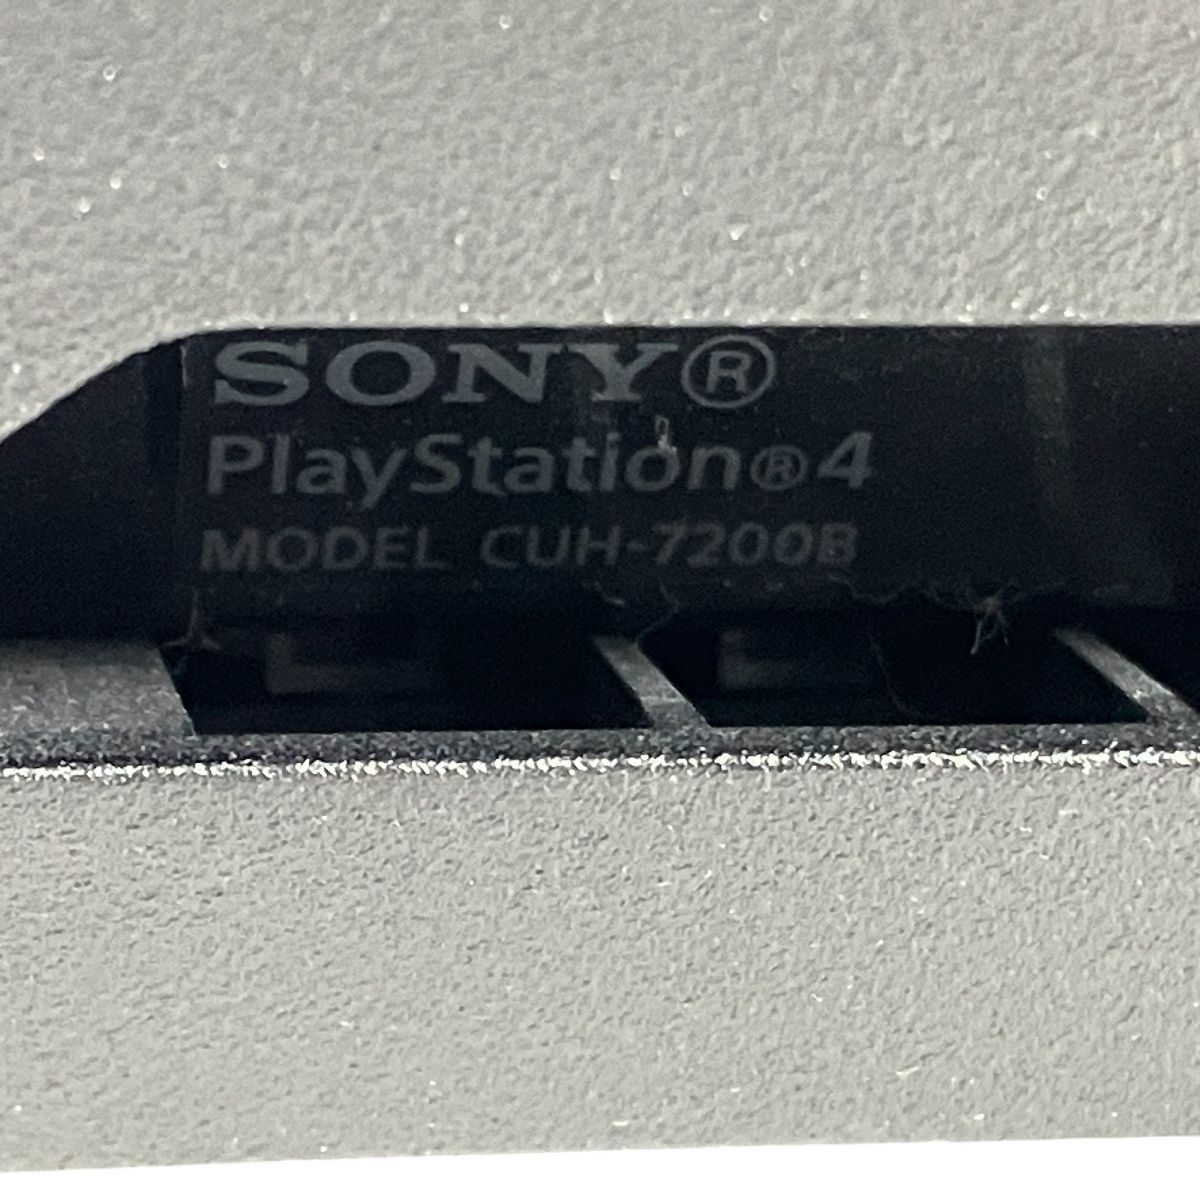 SONY®
PlayStation®4
MODEL CUH-7200B